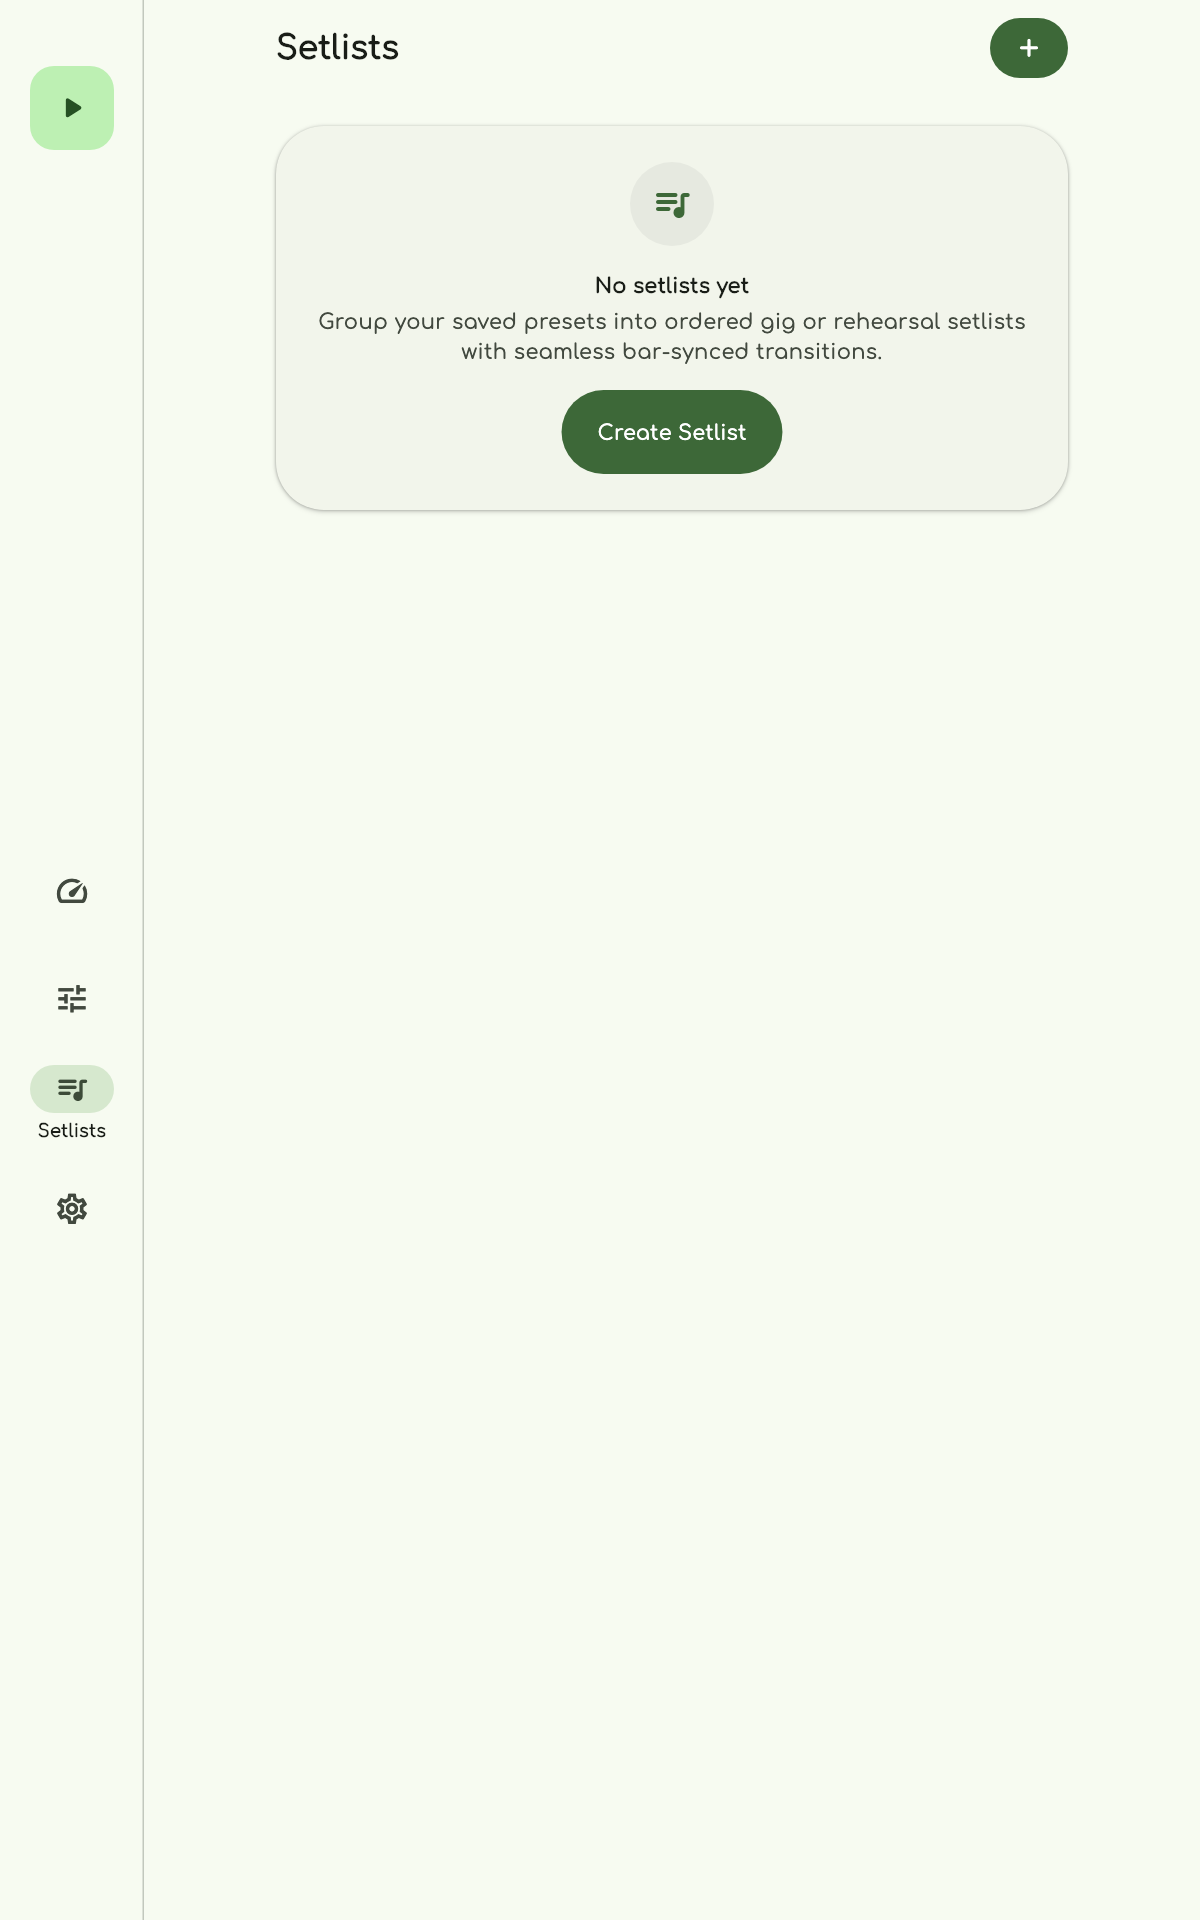 Setlists
No setlists yet
Group your saved presets into ordered gig or rehearsal setlists
with seamless bar-synced transitions.
Create Setlist
Setlists